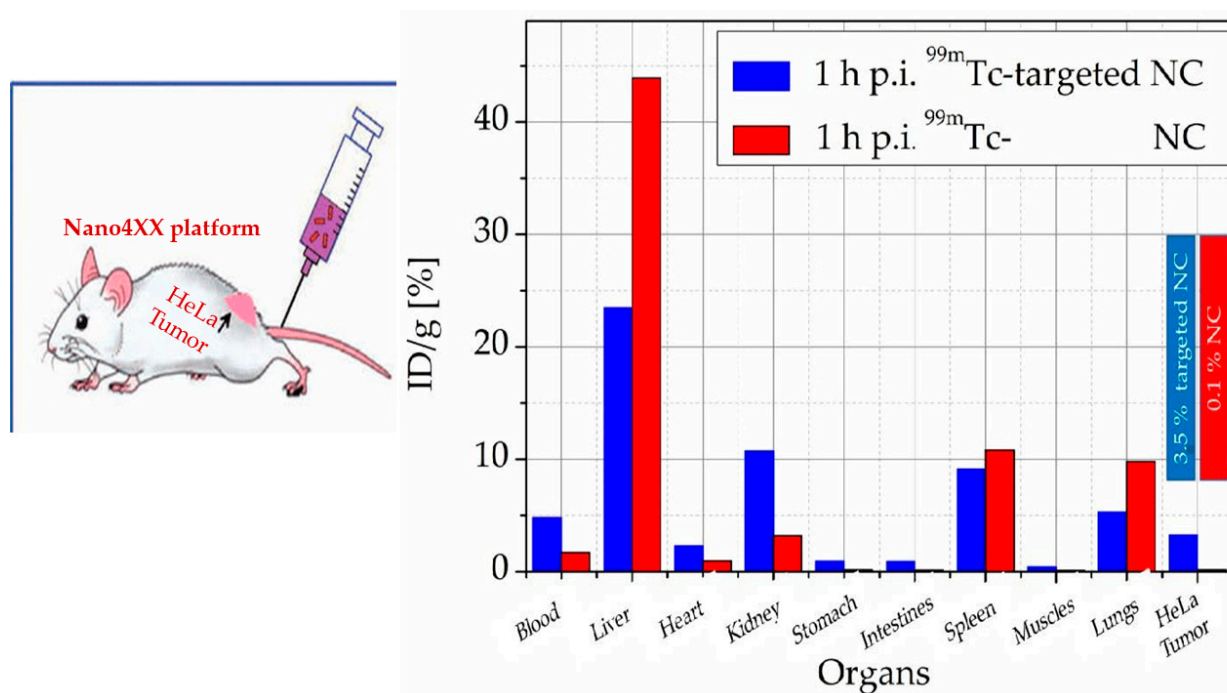 Nano4XX platform
HeLa
Tumor
1 h p.i. ⁹⁹ᵐTc-targeted NC
1 h p.i. ⁹⁹ᵐTc- NC
ID/g [%]
40
30
20
10
0
3.5 % targeted NC
0.1 % NC
Blood
Liver
Heart
Kidney
Stomach
Intestines
Spleen
Muscles
Lungs
HeLa
Tumor
Organs